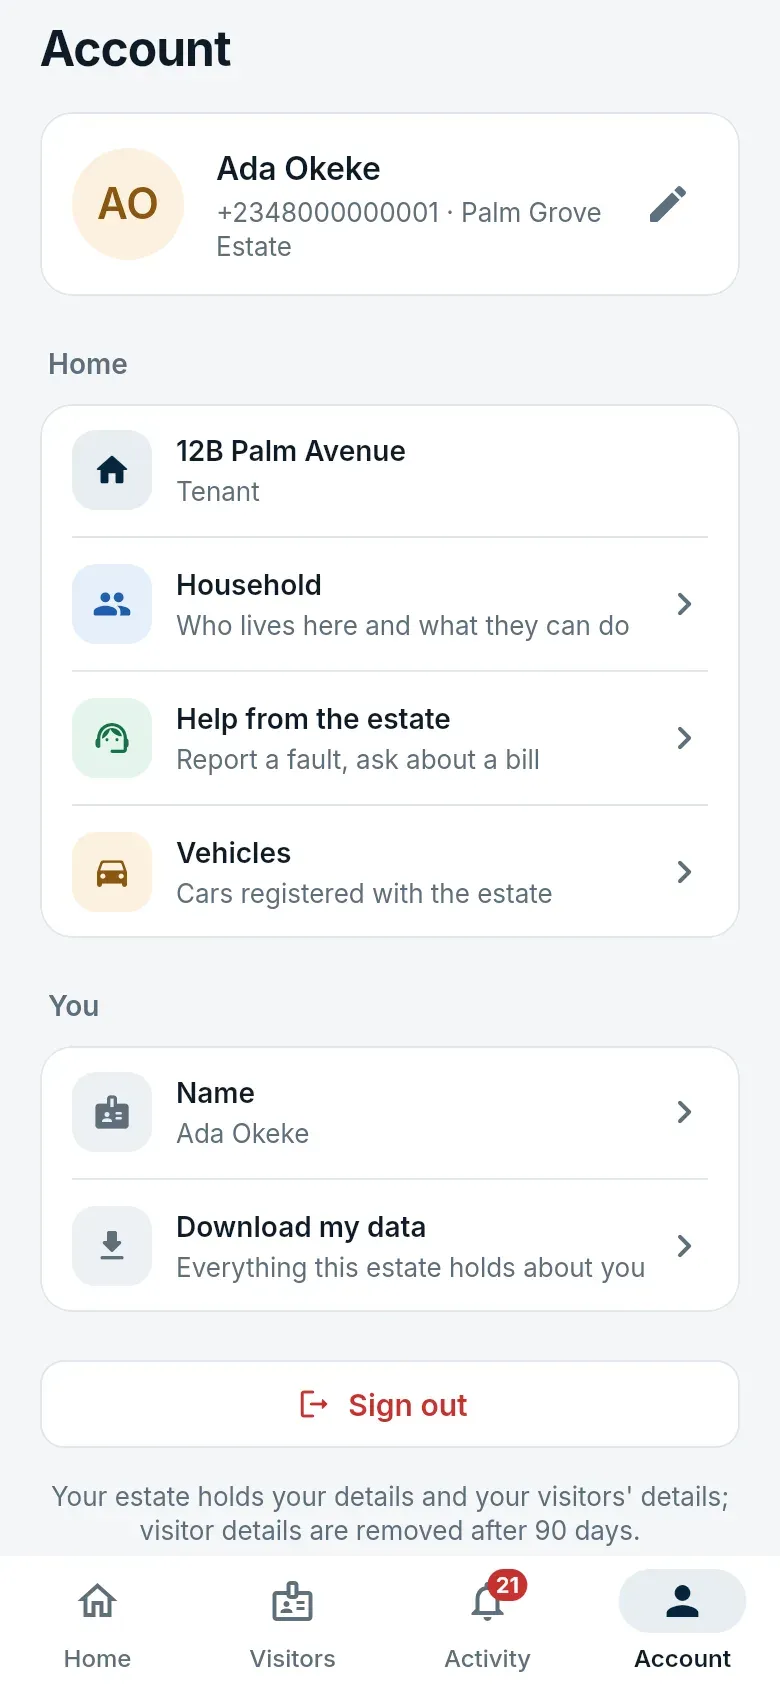 Account
AO
Ada Okeke
+2348000000001 · Palm Grove
Estate
Home
12B Palm Avenue
Tenant
Household
Who lives here and what they can do
Help from the estate
Report a fault, ask about a bill
Vehicles
Cars registered with the estate
You
Name
Ada Okeke
Download my data
Everything this estate holds about you
Sign out
Your estate holds your details and your visitors' details;
visitor details are removed after 90 days.
21
Home
Visitors
Activity
Account